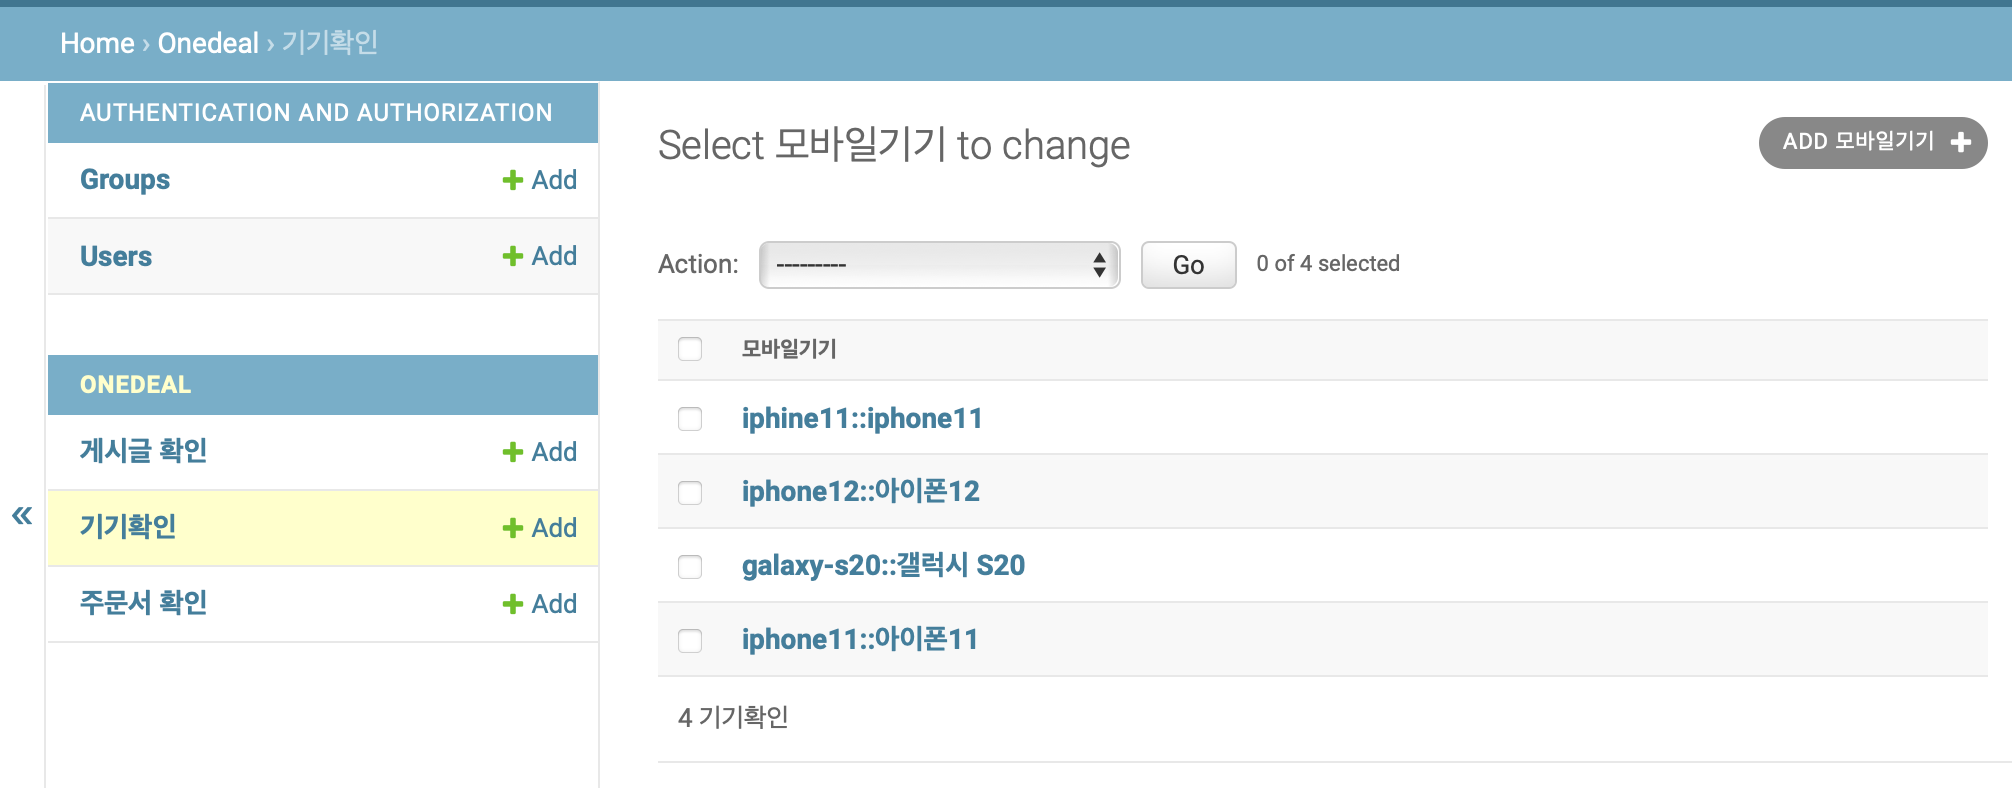 Home › Onedeal › 기기확인
AUTHENTICATION AND AUTHORIZATION
Groups + Add
Users + Add
ONEDEAL
게시글 확인 + Add
기기확인 + Add
주문서 확인 + Add
«
Select 모바일기기 to change
ADD 모바일기기 +
Action: --------- Go 0 of 4 selected
모바일기기
iphine11::iphone11
iphone12::아이폰12
galaxy-s20::갤럭시 S20
iphone11::아이폰11
4 기기확인